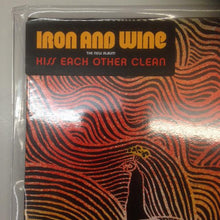 IRON AND WINE
THE NEW ALBUM
KISS EACH OTHER CLEAN